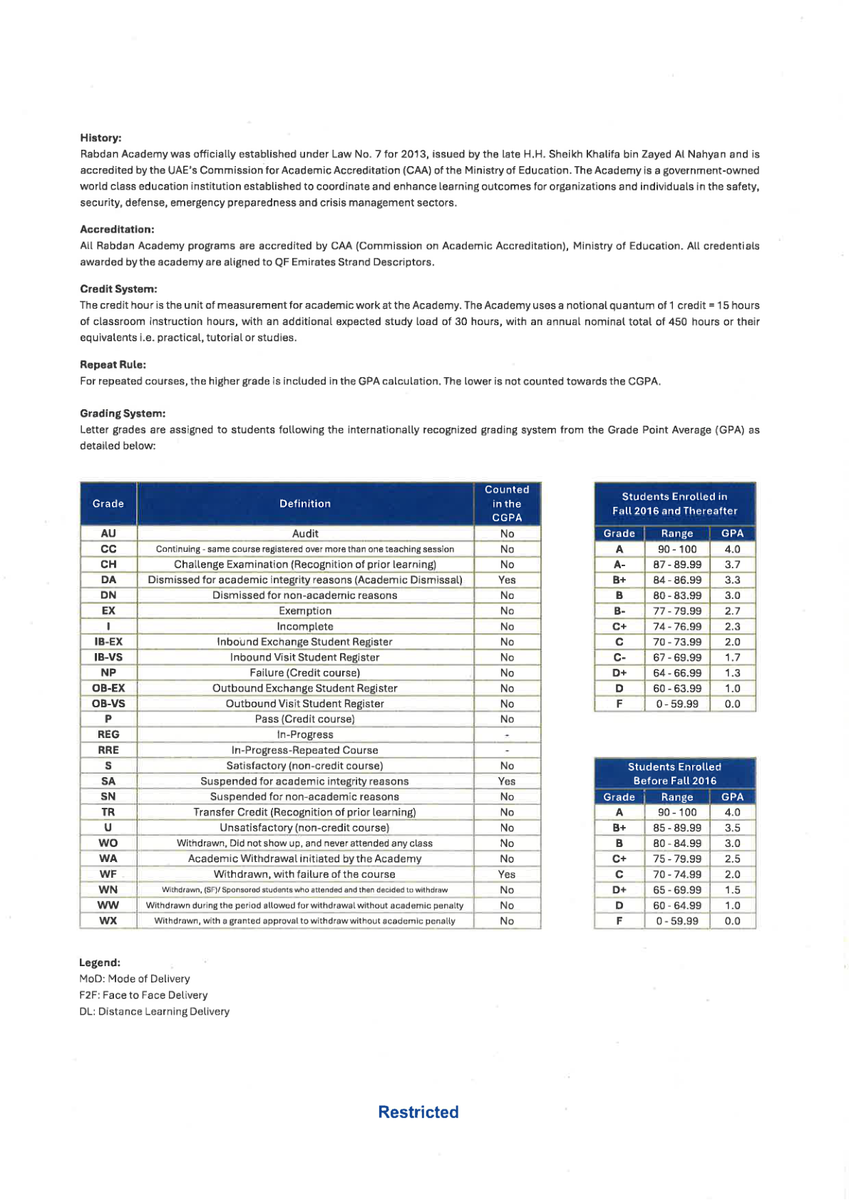 History:
Rabdan Academy was officially established under Law No. 7 for 2013, issued by the late H.H. Sheikh Khalifa bin Zayed Al Nahyan and is
accredited by the UAE's Commission for Academic Accreditation (CAA) of the Ministry of Education. The Academy is a government-owned
world class education institution established to coordinate and enhance learning outcomes for organizations and individuals in the safety,
security, defense, emergency preparedness and crisis management sectors.
Accreditation:
All Rabdan Academy programs are accredited by CAA (Commission on Academic Accreditation), Ministry of Education. All credentials
awarded by the academy are aligned to QF Emirates Strand Descriptors.
Credit System:
The credit hour is the unit of measurement for academic work at the Academy. The Academy uses a notional quantum of 1 credit = 15 hours
of classroom instruction hours, with an additional expected study load of 30 hours, with an annual nominal total of 450 hours or their
equivalents i.e. practical, tutorial or studies.
Repeat Rule:
For repeated courses, the higher grade is included in the GPA calculation. The lower is not counted towards the CGPA.
Grading System:
Letter grades are assigned to students following the internationally recognized grading system from the Grade Point Average (GPA) as
detailed below:
Grade Definition Counted in the CGPA
AU Audit No
CC Continuing - same course registered over more than one teaching session No
CH Challenge Examination (Recognition of prior learning) No
DA Dismissed for academic integrity reasons (Academic Dismissal) Yes
DN Dismissed for non-academic reasons No
EX Exemption No
I Incomplete No
IB-EX Inbound Exchange Student Register No
IB-VS Inbound Visit Student Register No
NP Failure (Credit course) No
OB-EX Outbound Exchange Student Register No
OB-VS Outbound Visit Student Register No
P Pass (Credit course) No
REG In-Progress -
RRE In-Progress-Repeated Course -
S Satisfactory (non-credit course) No
SA Suspended for academic integrity reasons Yes
SN Suspended for non-academic reasons No
TR Transfer Credit (Recognition of prior learning) No
U Unsatisfactory (non-credit course) No
WO Withdrawn, Did not show up, and never attended any class No
WA Academic Withdrawal initiated by the Academy No
WF Withdrawn, with failure of the course Yes
WN Withdrawn, (SF)/ Sponsored students who attended and then decided to withdraw No
WW Withdrawn during the period allowed for withdrawal without academic penalty No
WX Withdrawn, with a granted approval to withdraw without academic penally No
Students Enrolled in
Fall 2016 and Thereafter
Grade Range GPA
A 90 - 100 4.0
A- 87 - 89.99 3.7
B+ 84 - 86.99 3.3
B 80 - 83.99 3.0
B- 77 - 79.99 2.7
C+ 74 - 76.99 2.3
C 70 - 73.99 2.0
C- 67 - 69.99 1.7
D+ 64 - 66.99 1.3
D 60 - 63.99 1.0
F 0 - 59.99 0.0
Students Enrolled
Before Fall 2016
Grade Range GPA
A 90 - 100 4.0
B+ 85 - 89.99 3.5
B 80 - 84.99 3.0
C+ 75 - 79.99 2.5
C 70 - 74.99 2.0
D+ 65 - 69.99 1.5
D 60 - 64.99 1.0
F 0 - 59.99 0.0
Legend:
MoD: Mode of Delivery
F2F: Face to Face Delivery
DL: Distance Learning Delivery
Restricted